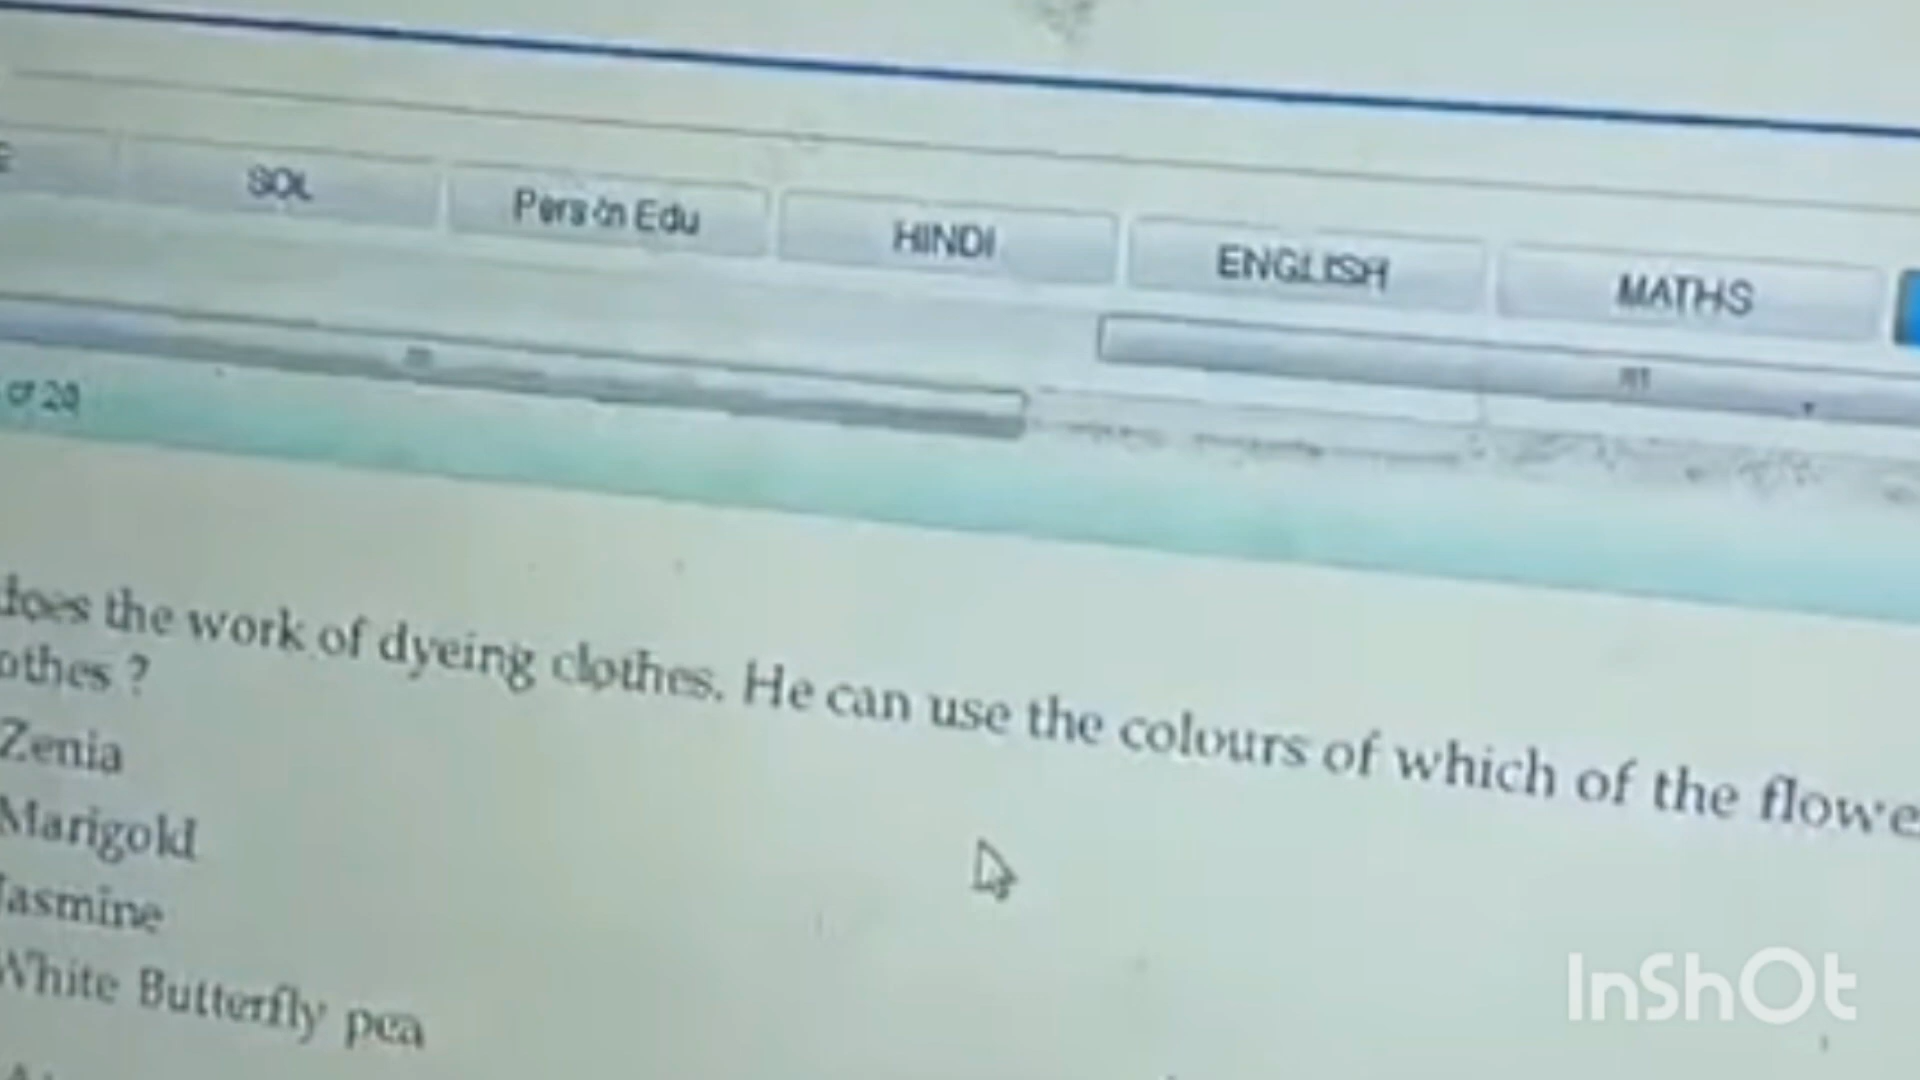 SOL
Pers in Edu
HINDI
ENGLISH
MATHS
of 20
does the work of dyeing clothes. He can use the colours of which of the flowe
othes ?
Zenia
Marigold
Jasmine
White Butterfly pea
InShOt